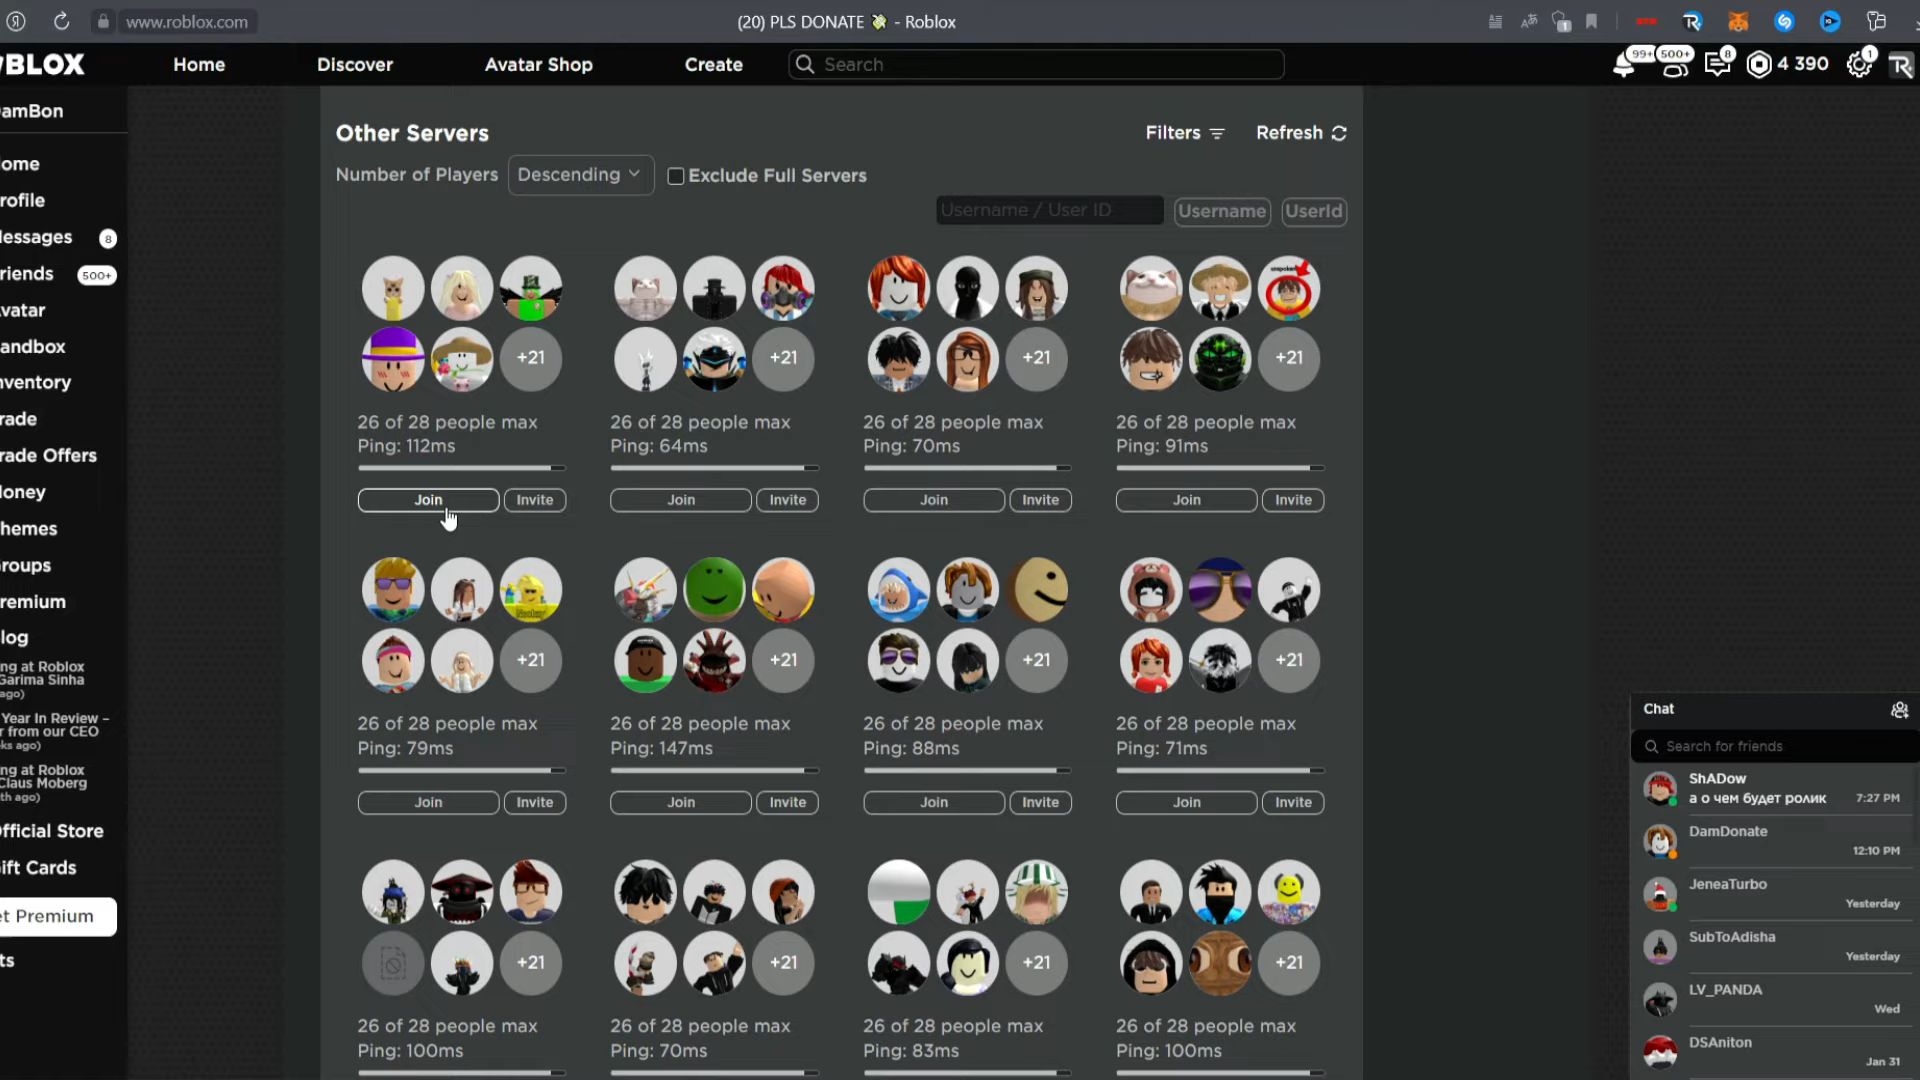 www.roblox.com
(20) PLS DONATE 💸 - Roblox
BLOX
Home
Discover
Avatar Shop
Create
Search
99+
500+
8
4 390
1
amBon
ome
rofile
essages
8
riends
500+
vatar
andbox
nventory
rade
rade Offers
oney
hemes
roups
remium
log
ng at Roblox
Garima Sinha
ago)
Year In Review –
r from our CEO
ks ago)
ng at Roblox
Claus Moberg
th ago)
fficial Store
ift Cards
et Premium
ts
Other Servers
Filters
Refresh
Number of Players
Descending
Exclude Full Servers
Username / User ID
Username
UserId
+21
+21
+21
+21
26 of 28 people max
26 of 28 people max
26 of 28 people max
26 of 28 people max
Ping: 112ms
Ping: 64ms
Ping: 70ms
Ping: 91ms
Join
Invite
Join
Invite
Join
Invite
Join
Invite
+21
+21
+21
+21
26 of 28 people max
26 of 28 people max
26 of 28 people max
26 of 28 people max
Ping: 79ms
Ping: 147ms
Ping: 88ms
Ping: 71ms
Join
Invite
Join
Invite
Join
Invite
Join
Invite
+21
+21
+21
+21
26 of 28 people max
26 of 28 people max
26 of 28 people max
26 of 28 people max
Ping: 100ms
Ping: 70ms
Ping: 83ms
Ping: 100ms
Chat
Search for friends
ShADow
а о чем будет ролик
7:27 PM
DamDonate
12:10 PM
JeneaTurbo
Yesterday
SubToAdisha
Yesterday
LV_PANDA
Wed
DSAniton
Jan 31